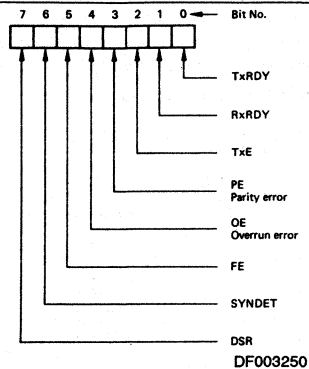 7 6 5 4 3 2 1 0 Bit No.
TxRDY
RxRDY
TxE
PE
Parity error
OE
Overrun error
FE
SYNDET
DSR
DF003250